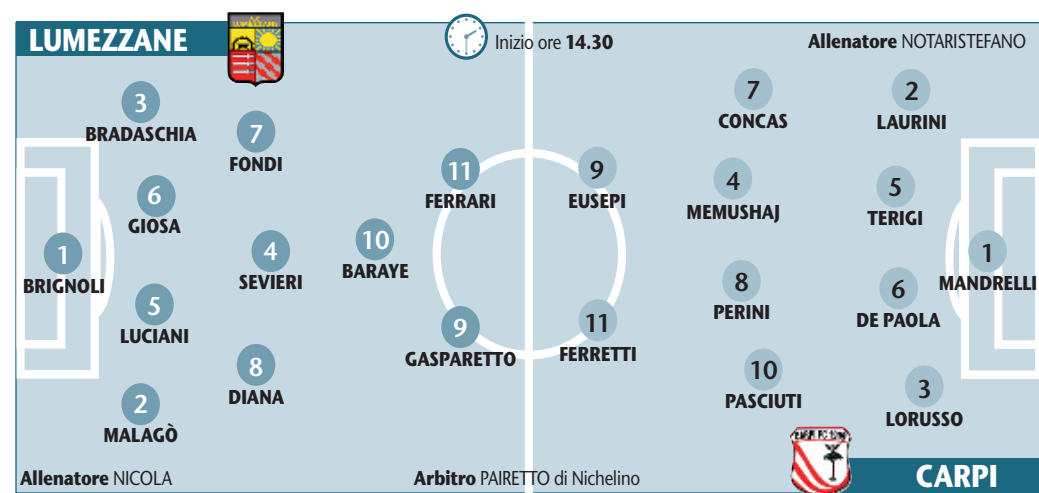 LUMEZZANE
Inizio ore 14.30
Allenatore NOTARISTEFANO
3
BRADASCHIA
7
FONDI
6
GIOSA
1
BRIGNOLI
4
SEVIERI
5
LUCIANI
8
DIANA
2
MALAGÒ
10
BARAYE
11
FERRARI
9
GASPARETTO
9
EUSEPI
11
FERRETTI
7
CONCAS
4
MEMUSHAJ
8
PERINI
10
PASCIUTI
2
LAURINI
5
TERIGI
6
DE PAOLA
3
LORUSSO
1
MANDRELLI
Allenatore NICOLA
Arbitro PAIRETTO di Nichelino
CARPI FC 1909
CARPI